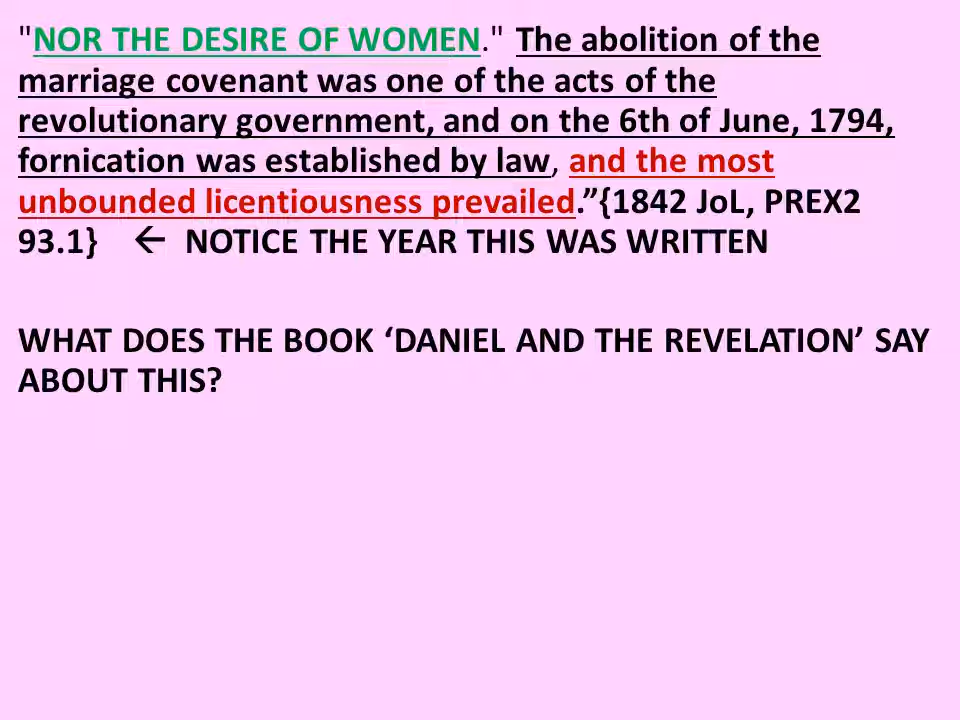 "NOR THE DESIRE OF WOMEN." The abolition of the
marriage covenant was one of the acts of the
revolutionary government, and on the 6th of June, 1794,
fornication was established by law, and the most
unbounded licentiousness prevailed.”{1842 JoL, PREX2
93.1} ← NOTICE THE YEAR THIS WAS WRITTEN
WHAT DOES THE BOOK ‘DANIEL AND THE REVELATION’ SAY
ABOUT THIS?